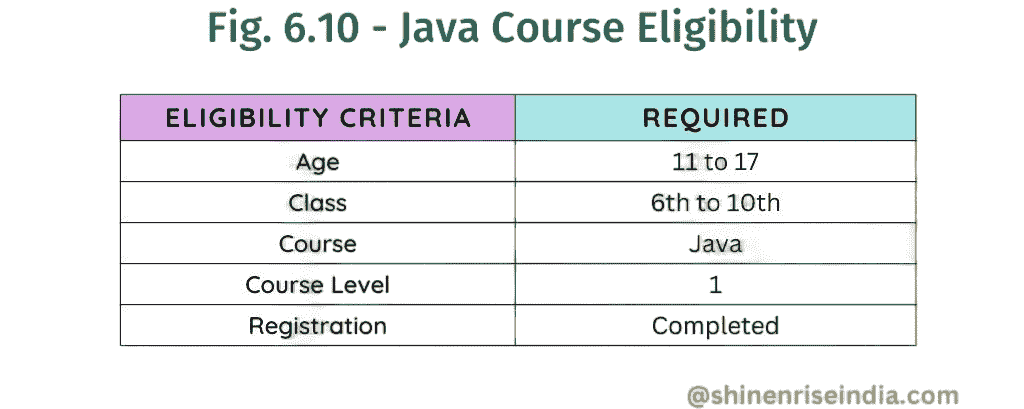 Fig. 6.10 - Java Course Eligibility
ELIGIBILITY CRITERIA REQUIRED
Age 11 to 17
Class 6th to 10th
Course Java
Course Level 1
Registration Completed
@shinenriseindia.com